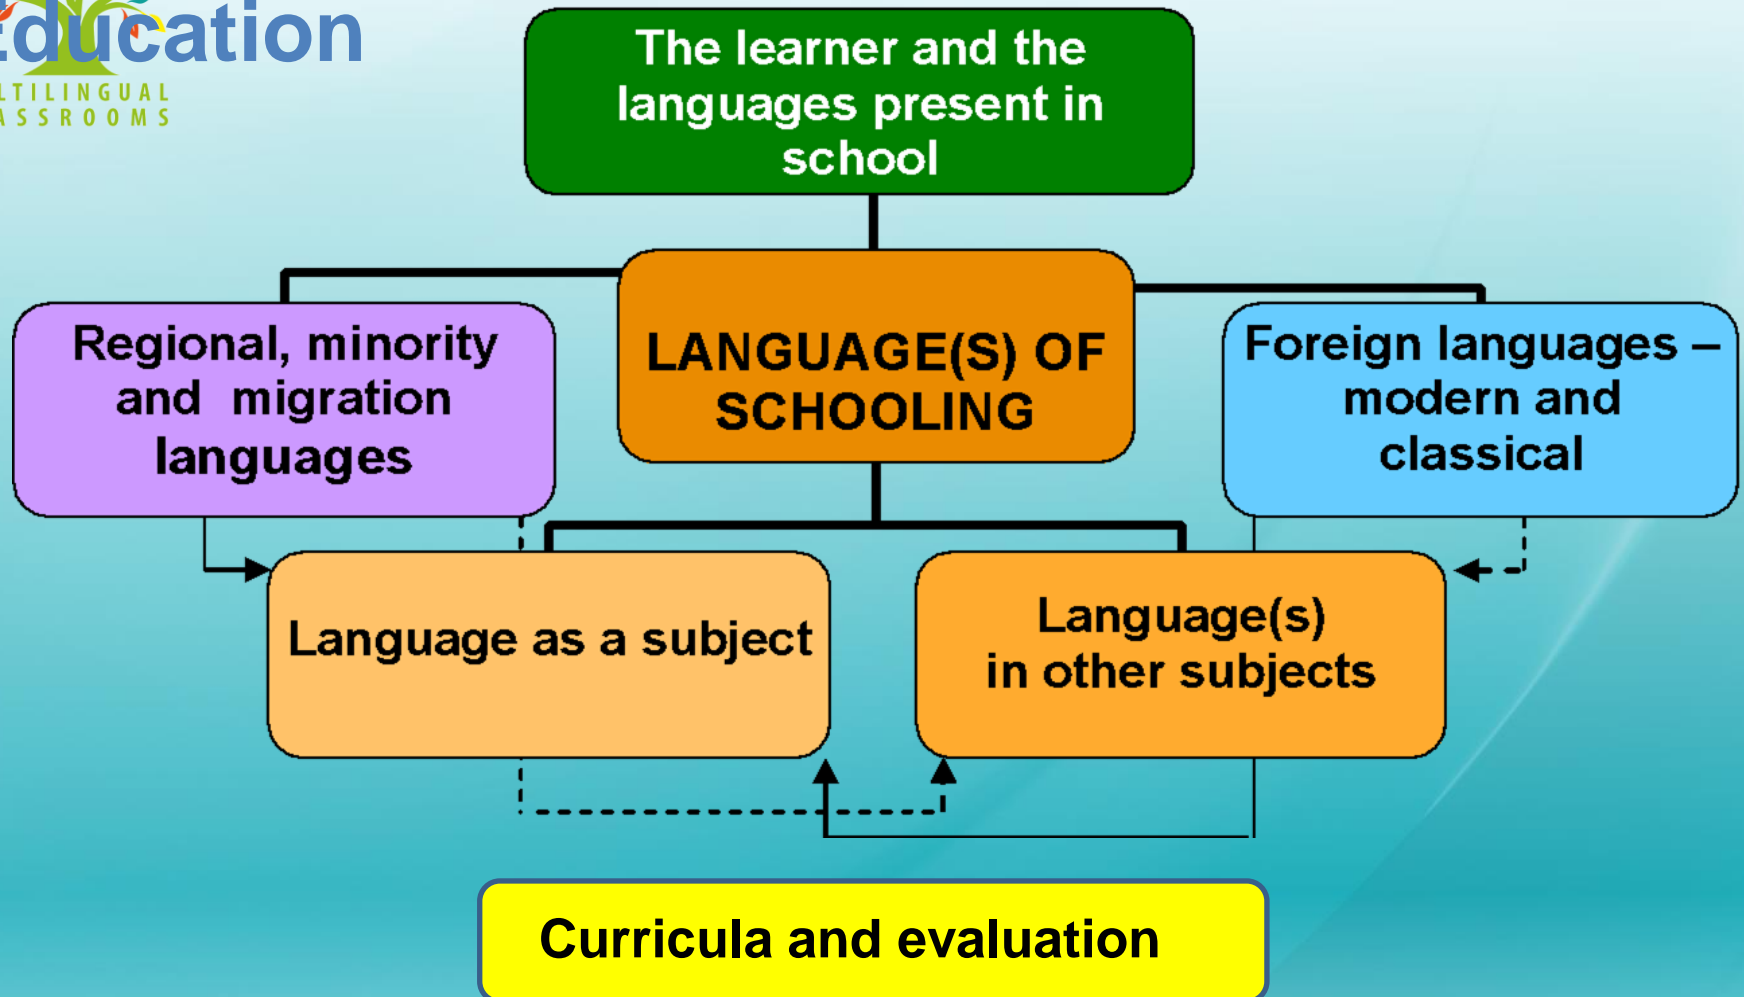 Education
LTILINGUAL
ASSROOMS
The learner and the
languages present in
school
Regional, minority
and migration
languages
LANGUAGE(S) OF
SCHOOLING
Foreign languages –
modern and
classical
Language as a subject
Language(s)
in other subjects
Curricula and evaluation